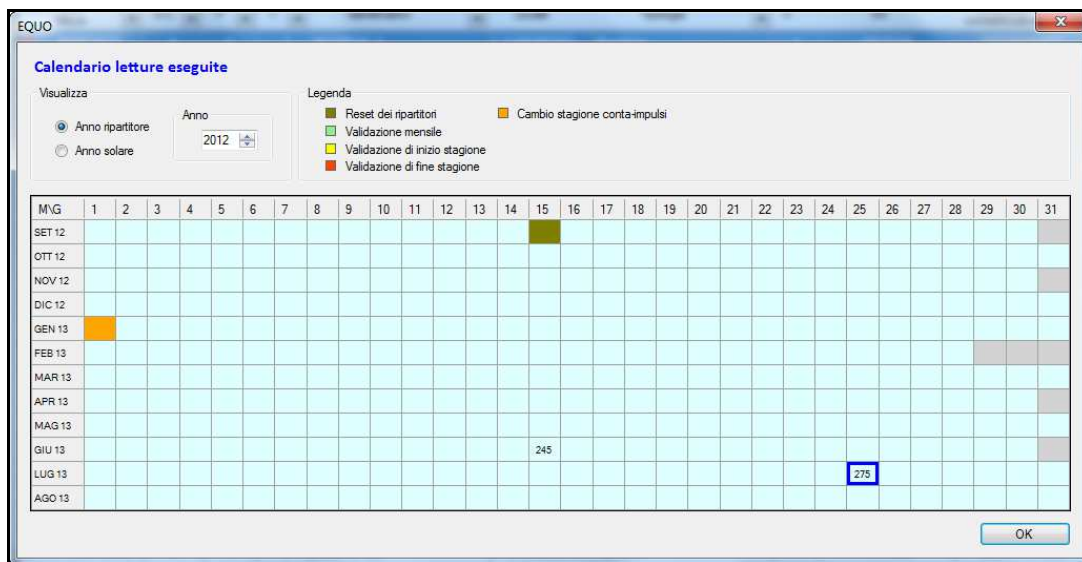 EQUO
Calendario letture eseguite
Visualizza
Anno ripartitore
Anno solare
Anno
2012
Legenda
Reset dei ripartitori
Cambio stagione conta-impulsi
Validazione mensile
Validazione di inizio stagione
Validazione di fine stagione
M\G 1 2 3 4 5 6 7 8 9 10 11 12 13 14 15 16 17 18 19 20 21 22 23 24 25 26 27 28 29 30 31
SET 12
OTT 12
NOV 12
DIC 12
GEN 13
FEB 13
MAR 13
APR 13
MAG 13
GIU 13 245
LUG 13 275
AGO 13
OK